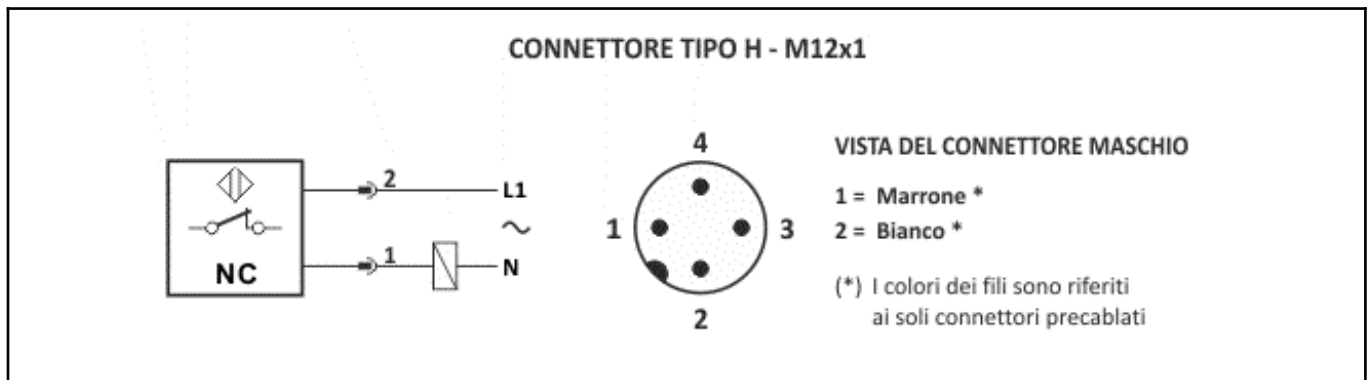 CONNETTORE TIPO H - M12x1
2
L1
1
N
NC
4
1
3
2
VISTA DEL CONNETTORE MASCHIO
1 = Marrone *
2 = Bianco *
(*) I colori dei fili sono riferiti
ai soli connettori precablati